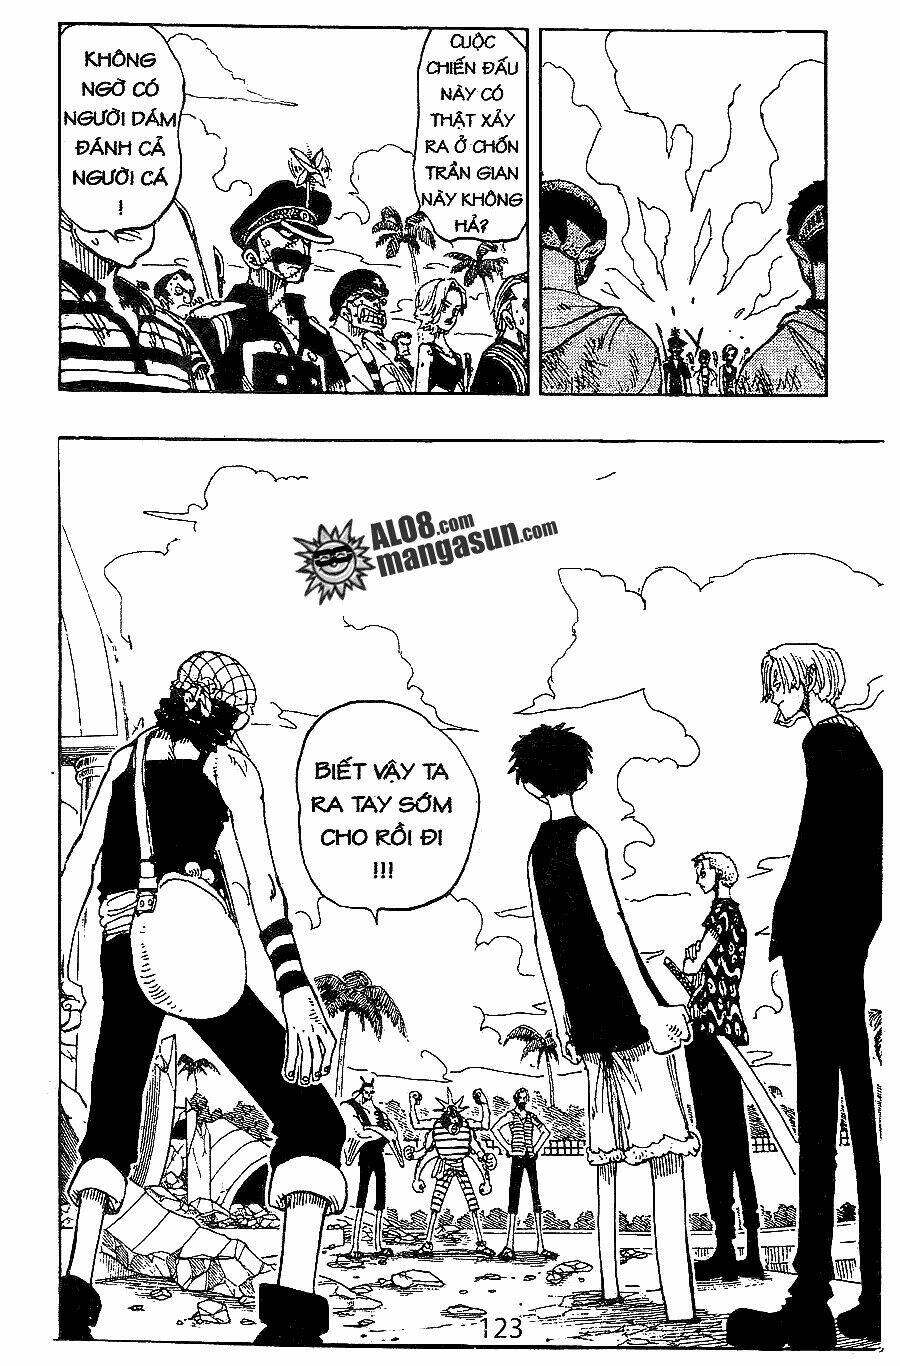 KHÔNG
NGỜ CÓ
NGƯỜI DÁM
ĐÁNH CẢ
NGƯỜI CÁ
!
CUỘC
CHIẾN ĐẤU
NÀY CÓ
THẬT XẢY
RA Ở CHỐN
TRẦN GIAN
NÀY KHÔNG
HẢ?
AL08.com
mangasun.com
BIẾT VẬY TA
RA TAY SỚM
CHO RỒI ĐI
!!!
123